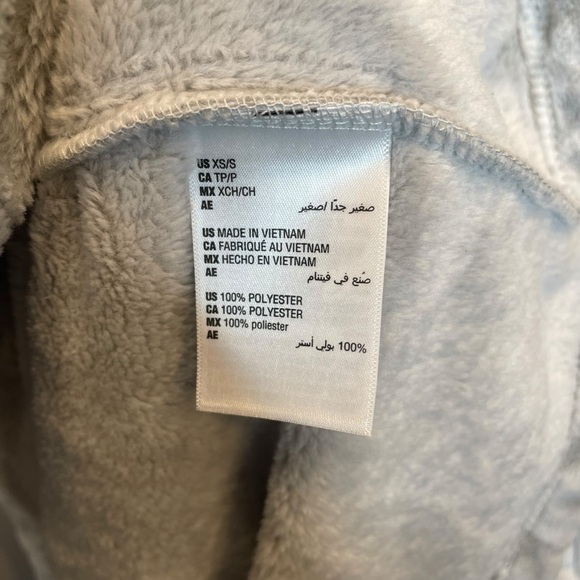 US XS/S
CA TP/P
MX XCH/CH
AE صغير جدًا /صغير
US MADE IN VIETNAM
CA FABRIQUÉ AU VIETNAM
MX HECHO EN VIETNAM
AE صُنع في فيتنام
US 100% POLYESTER
CA 100% POLYESTER
MX 100% poliester
AE 100% بولي أستر